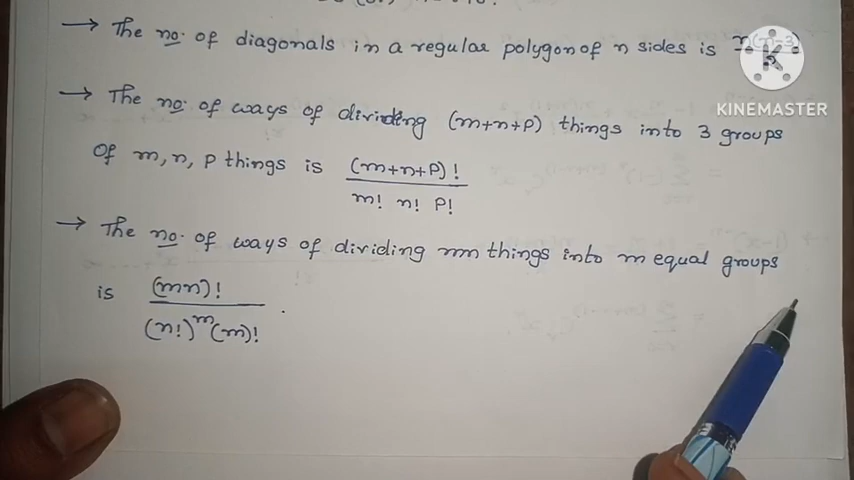 → The no. of diagonals in a regular polygon of n sides is n(n-3)/2
KINEMASTER
→ The no. of ways of dividing (m+n+p) things into 3 groups
of m, n, p things is (m+n+p)! / m! n! p!
→ The no. of ways of dividing mn things into m equal groups
is (mn)! / (n!)^m (m)! .